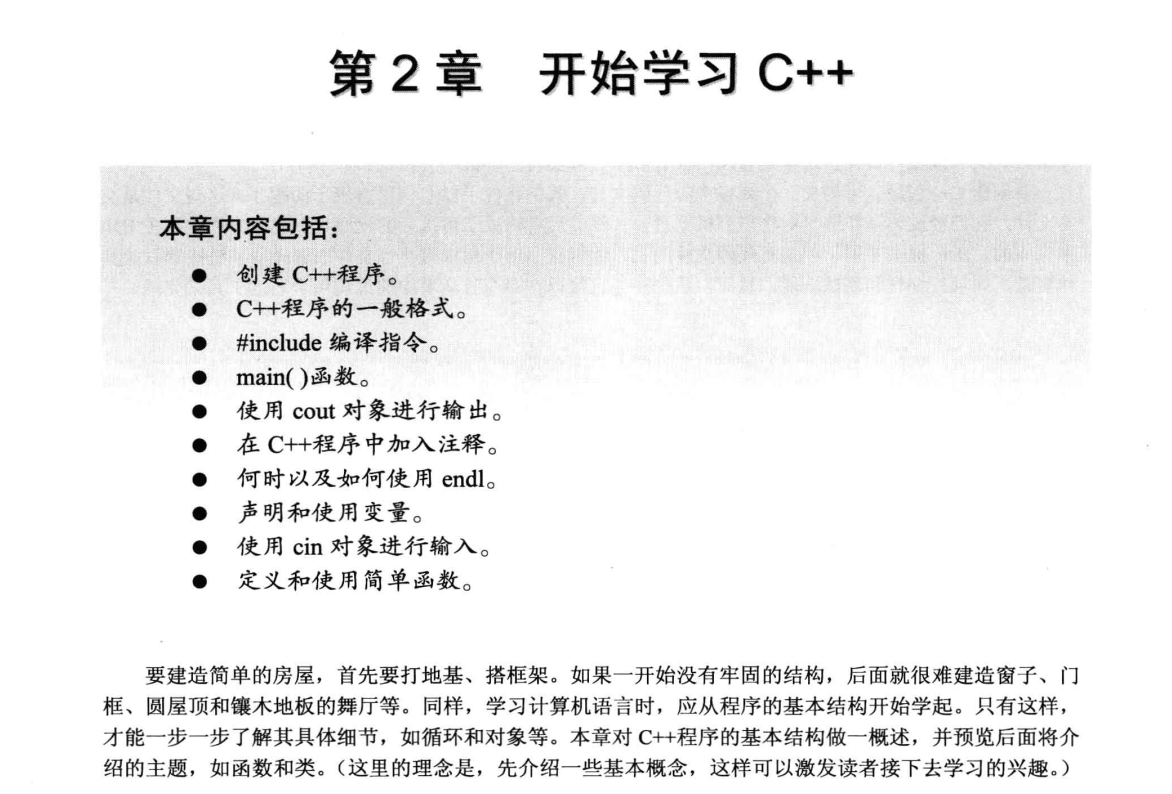 第 2 章 开始学习 C++
本章内容包括：
● 创建 C++程序。
● C++程序的一般格式。
● #include 编译指令。
● main( )函数。
● 使用 cout 对象进行输出。
● 在 C++程序中加入注释。
● 何时以及如何使用 endl。
● 声明和使用变量。
● 使用 cin 对象进行输入。
● 定义和使用简单函数。
要建造简单的房屋，首先要打地基、搭框架。如果一开始没有牢固的结构，后面就很难建造窗子、门
框、圆屋顶和镶木地板的舞厅等。同样，学习计算机语言时，应从程序的基本结构开始学起。只有这样，
才能一步一步了解其具体细节，如循环和对象等。本章对 C++程序的基本结构做一概述，并预览后面将介
绍的主题，如函数和类。（这里的理念是，先介绍一些基本概念，这样可以激发读者接下去学习的兴趣。）